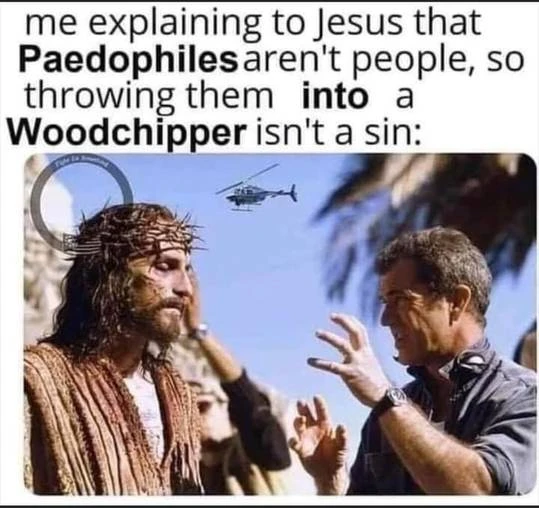 me explaining to Jesus that
Paedophiles aren't people, so
throwing them into a
Woodchipper isn't a sin: